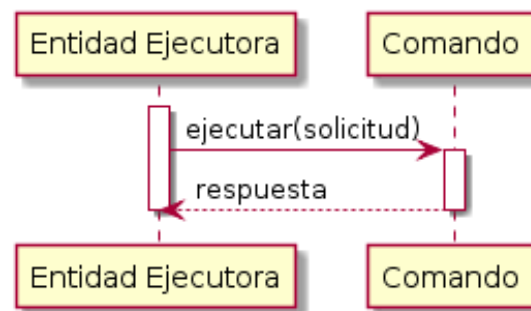 Entidad Ejecutora
Comando
ejecutar(solicitud)
respuesta
Entidad Ejecutora
Comando